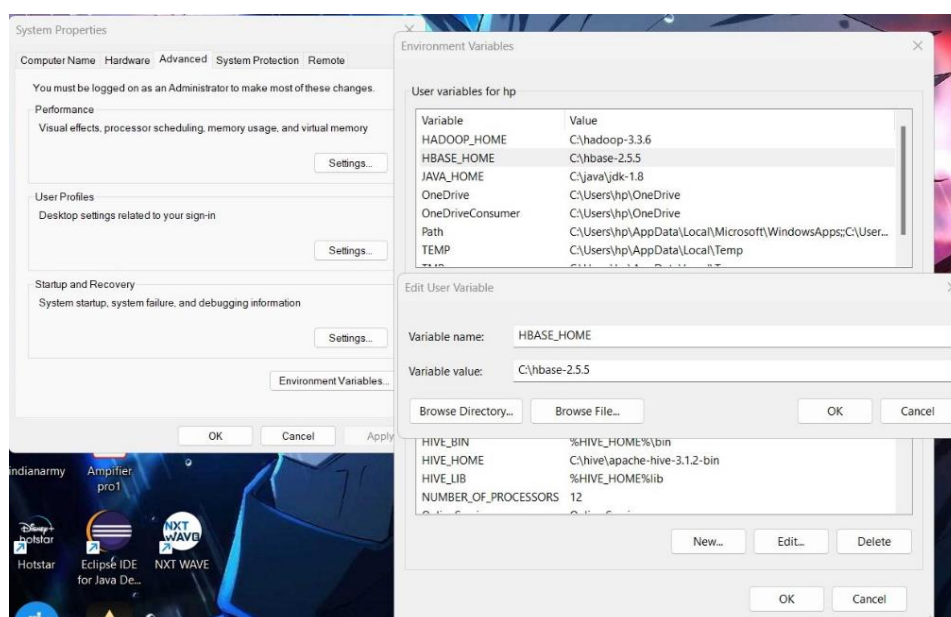 System Properties
Computer Name Hardware Advanced System Protection Remote
You must be logged on as an Administrator to make most of these changes.
Performance
Visual effects, processor scheduling, memory usage, and virtual memory
Settings...
User Profiles
Desktop settings related to your sign-in
Settings...
Startup and Recovery
System startup, system failure, and debugging information
Settings...
Environment Variables...
OK Cancel Apply
Environment Variables
User variables for hp
Variable Value
HADOOP_HOME C:\hadoop-3.3.6
HBASE_HOME C:\hbase-2.5.5
JAVA_HOME C:\java\jdk-1.8
OneDrive C:\Users\hp\OneDrive
OneDriveConsumer C:\Users\hp\OneDrive
Path C:\Users\hp\AppData\Local\Microsoft\WindowsApps;;C:\User...
TEMP C:\Users\hp\AppData\Local\Temp
Edit User Variable
Variable name: HBASE_HOME
Variable value: C:\hbase-2.5.5
Browse Directory... Browse File... OK Cancel
HIVE_BIN %HIVE_HOME%\bin
HIVE_HOME C:\hive\apache-hive-3.1.2-bin
HIVE_LIB %HIVE_HOME%lib
NUMBER_OF_PROCESSORS 12
New... Edit... Delete
OK Cancel
indianarmy Ampifier
pro1
Disney+
hotstar
NXT
WAVE
Hotstar Eclipse IDE NXT WAVE
for Java De...